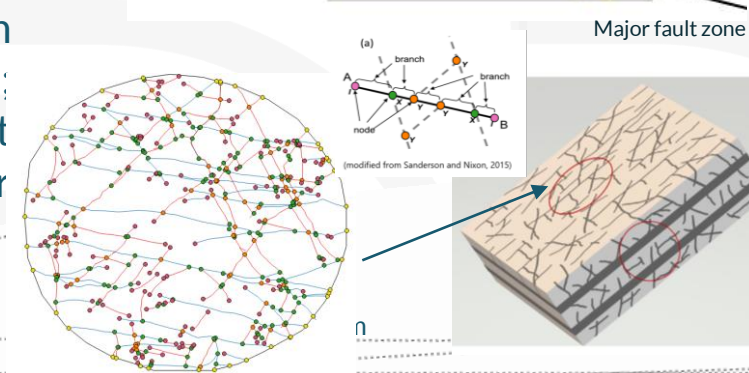 Major fault zone
(a)
branch
A
Y
branch
I
X
Y
Y
X
I
B
node
(modified from Sanderson and Nixon, 2015)